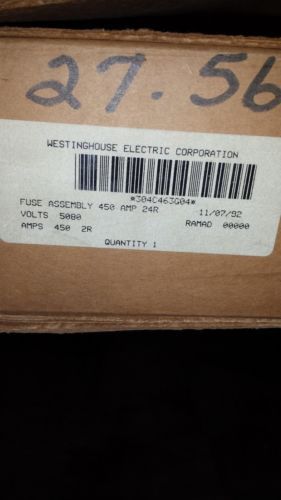 27.56
WESTINGHOUSE ELECTRIC CORPORATION
*304C463G04*
FUSE ASSEMBLY 450 AMP 24R 11/07/92
VOLTS 5080 RAMAD 00000
AMPS 450 2R
QUANTITY 1